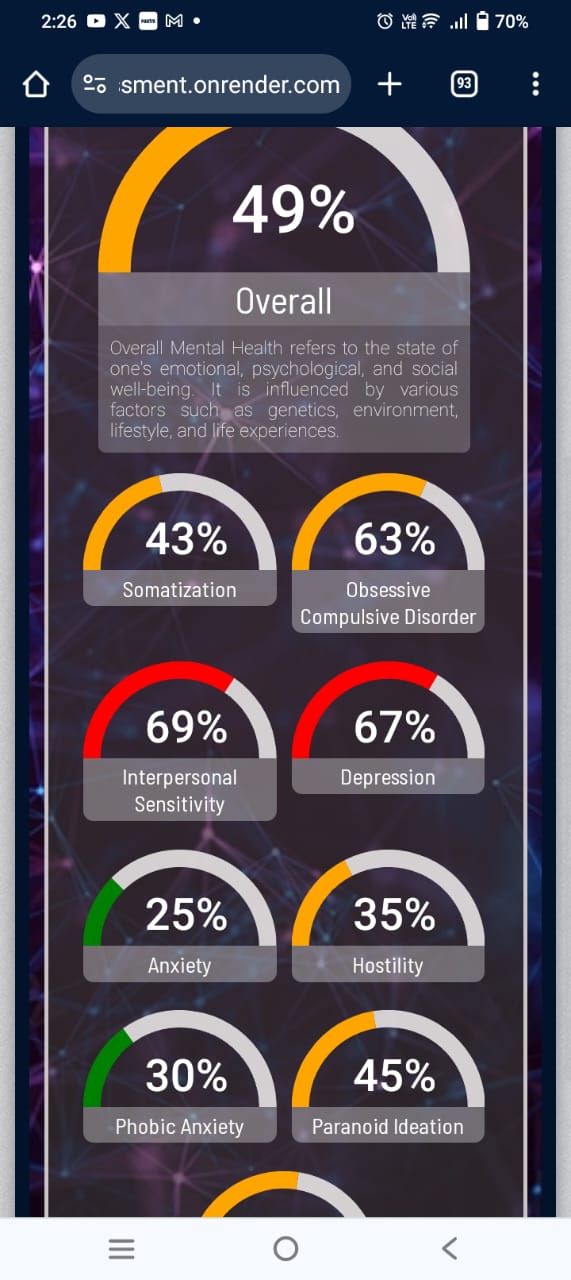 2:26
70%
sment.onrender.com
93
49%
Overall
Overall Mental Health refers to the state of
one's emotional, psychological, and social
well-being. It is influenced by various
factors such as genetics, environment,
lifestyle, and life experiences.
43%
Somatization
63%
Obsessive
Compulsive Disorder
69%
Interpersonal
Sensitivity
67%
Depression
25%
Anxiety
35%
Hostility
30%
Phobic Anxiety
45%
Paranoid Ideation